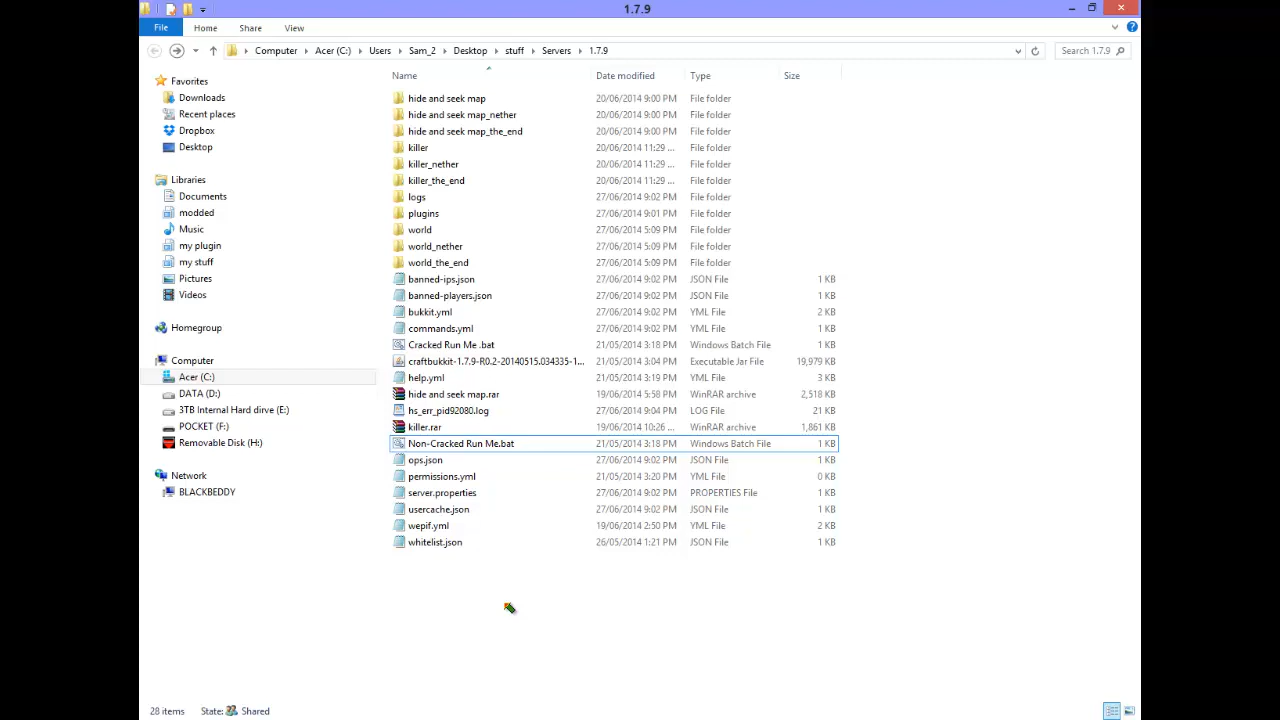 1.7.9
File Home Share View
Computer Acer (C:) Users Sam_2 Desktop stuff Servers 1.7.9 Search 1.7.9
Name Date modified Type Size
Favorites
Downloads
Recent places
Dropbox
Desktop
Libraries
Documents
modded
Music
my plugin
my stuff
Pictures
Videos
Homegroup
Computer
Acer (C:)
DATA (D:)
3TB Internal Hard dirve (E:)
POCKET (F:)
Removable Disk (H:)
Network
BLACKBEDDY
hide and seek map 20/06/2014 9:00 PM File folder
hide and seek map_nether 20/06/2014 9:00 PM File folder
hide and seek map_the_end 20/06/2014 9:00 PM File folder
killer 20/06/2014 11:29 ... File folder
killer_nether 20/06/2014 11:29 ... File folder
killer_the_end 20/06/2014 11:29 ... File folder
logs 27/06/2014 9:02 PM File folder
plugins 27/06/2014 9:01 PM File folder
world 27/06/2014 5:09 PM File folder
world_nether 27/06/2014 5:09 PM File folder
world_the_end 27/06/2014 5:09 PM File folder
banned-ips.json 27/06/2014 9:02 PM JSON File 1 KB
banned-players.json 27/06/2014 9:02 PM JSON File 1 KB
bukkit.yml 27/06/2014 9:02 PM YML File 2 KB
commands.yml 27/06/2014 9:02 PM YML File 1 KB
Cracked Run Me .bat 21/05/2014 3:18 PM Windows Batch File 1 KB
craftbukkit-1.7.9-R0.2-20140515.034335-1... 21/05/2014 3:04 PM Executable Jar File 19,979 KB
help.yml 21/05/2014 3:19 PM YML File 3 KB
hide and seek map.rar 19/06/2014 5:58 PM WinRAR archive 2,518 KB
hs_err_pid92080.log 27/06/2014 9:04 PM LOG File 21 KB
killer.rar 19/06/2014 10:26 ... WinRAR archive 1,861 KB
Non-Cracked Run Me.bat 21/05/2014 3:18 PM Windows Batch File 1 KB
ops.json 27/06/2014 9:02 PM JSON File 1 KB
permissions.yml 21/05/2014 3:20 PM YML File 0 KB
server.properties 27/06/2014 9:02 PM PROPERTIES File 1 KB
usercache.json 27/06/2014 9:02 PM JSON File 1 KB
wepif.yml 19/06/2014 2:50 PM YML File 2 KB
whitelist.json 26/05/2014 1:21 PM JSON File 1 KB
28 items State: Shared